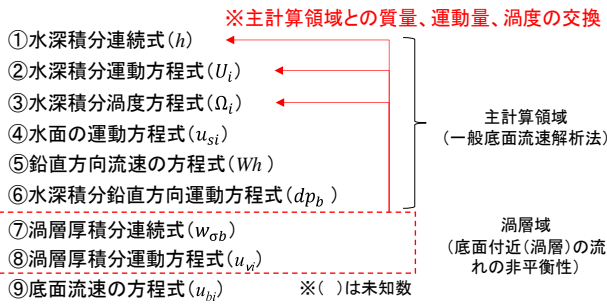 ※主計算領域との質量、運動量、渦度の交換
①水深積分連続式(h)
②水深積分運動方程式(Ui)
③水深積分渦度方程式(Ωi)
④水面の運動方程式(usi)
⑤鉛直方向流速の方程式(Wh)
⑥水深積分鉛直方向運動方程式(dpb)
⑦渦層厚積分連続式(wσb)
⑧渦層厚積分運動方程式(uvi)
⑨底面流速の方程式(ubi)
※( )は未知数
主計算領域
(一般底面流速解析法)
渦層域
(底面付近(渦層)の流
れの非平衡性)